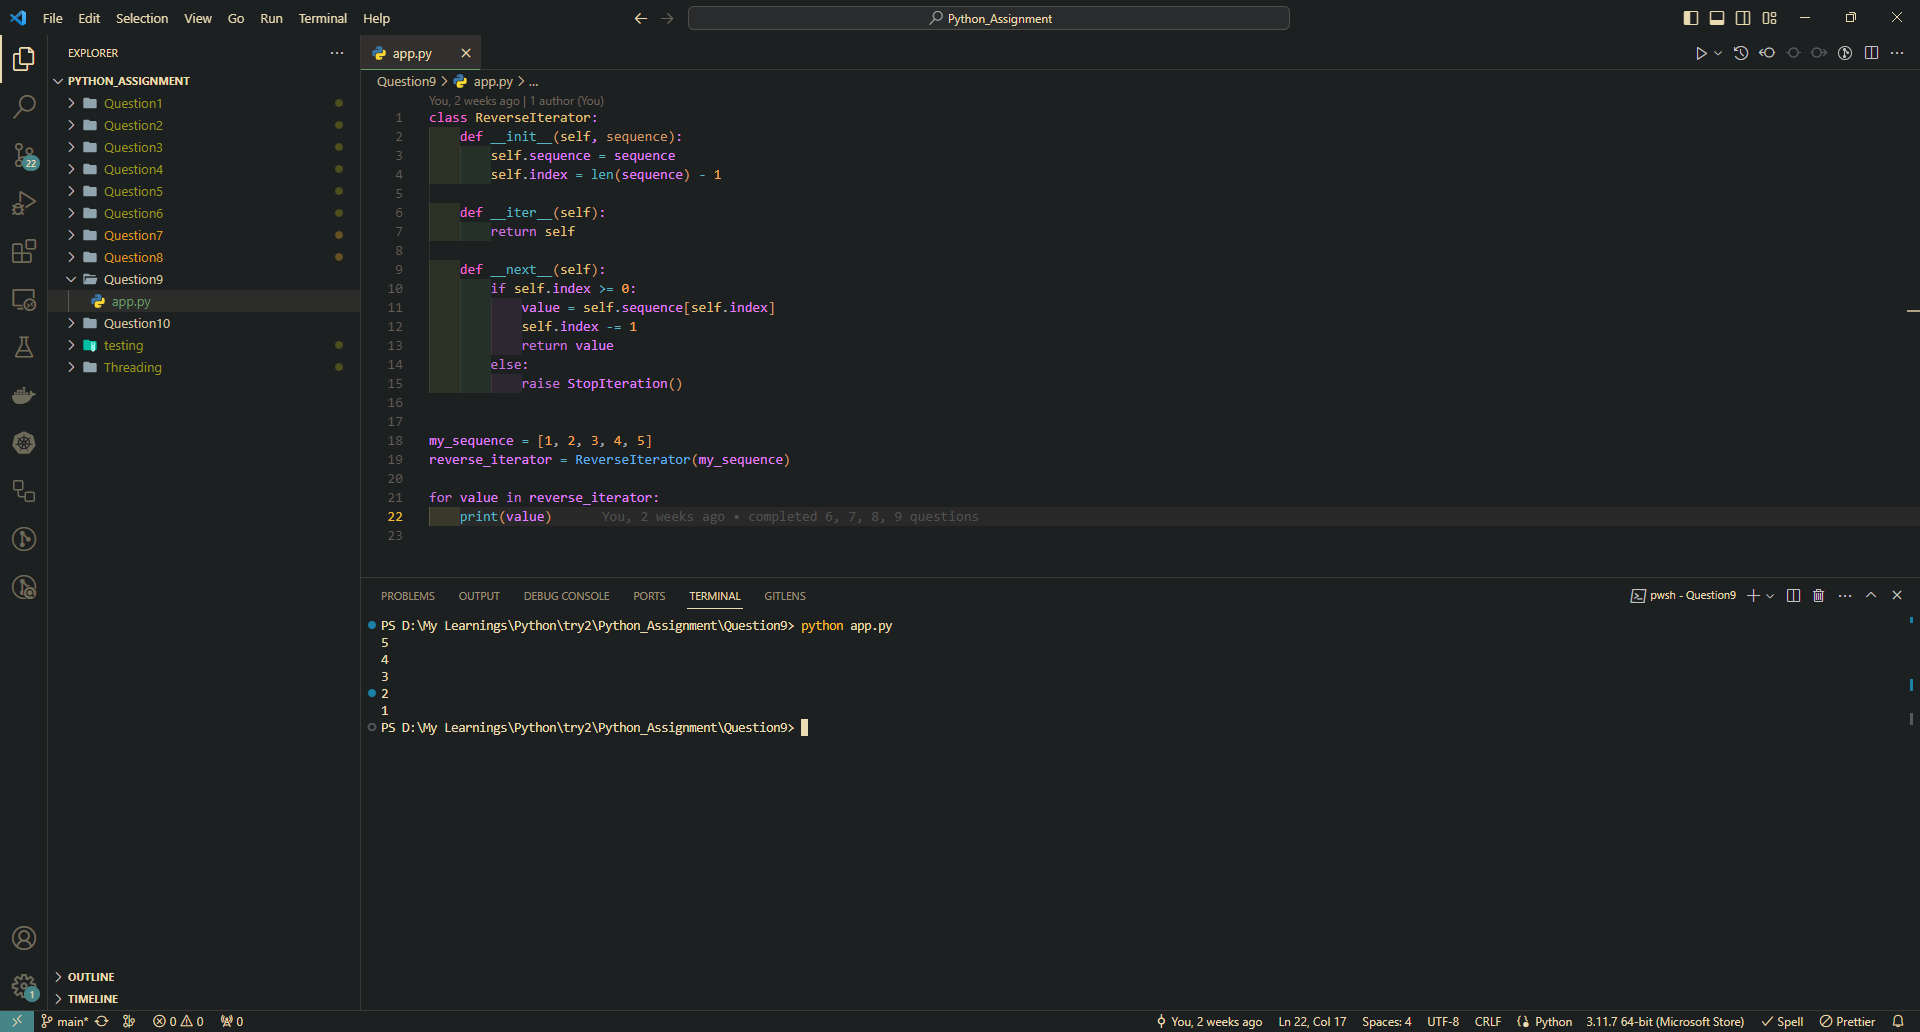 File Edit Selection View Go Run Terminal Help
Python_Assignment
EXPLORER
PYTHON_ASSIGNMENT
Question1
Question2
Question3
Question4
Question5
Question6
Question7
Question8
Question9
app.py
Question10
testing
Threading
OUTLINE
TIMELINE
22
1
app.py
Question9 > app.py > ...
You, 2 weeks ago | 1 author (You)
1 class ReverseIterator:
2 def __init__(self, sequence):
3 self.sequence = sequence
4 self.index = len(sequence) - 1
5
6 def __iter__(self):
7 return self
8
9 def __next__(self):
10 if self.index >= 0:
11 value = self.sequence[self.index]
12 self.index -= 1
13 return value
14 else:
15 raise StopIteration()
16
17
18 my_sequence = [1, 2, 3, 4, 5]
19 reverse_iterator = ReverseIterator(my_sequence)
20
21 for value in reverse_iterator:
22 print(value) You, 2 weeks ago • completed 6, 7, 8, 9 questions
23
PROBLEMS OUTPUT DEBUG CONSOLE PORTS TERMINAL GITLENS
pwsh - Question9
PS D:\My Learnings\Python\try2\Python_Assignment\Question9> python app.py
5
4
3
2
1
PS D:\My Learnings\Python\try2\Python_Assignment\Question9>
main* 0 0 0 You, 2 weeks ago Ln 22, Col 17 Spaces: 4 UTF-8 CRLF Python 3.11.7 64-bit (Microsoft Store) Spell Prettier